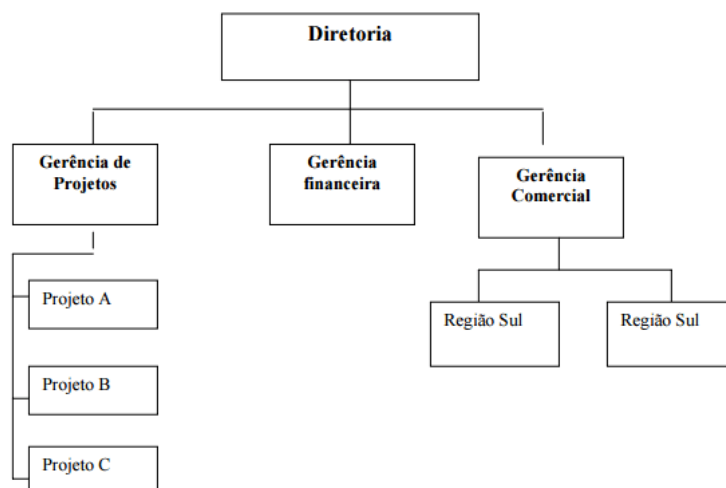 Diretoria
Gerência de
Projetos
Gerência
financeira
Gerência
Comercial
Projeto A
Projeto B
Projeto C
Região Sul
Região Sul